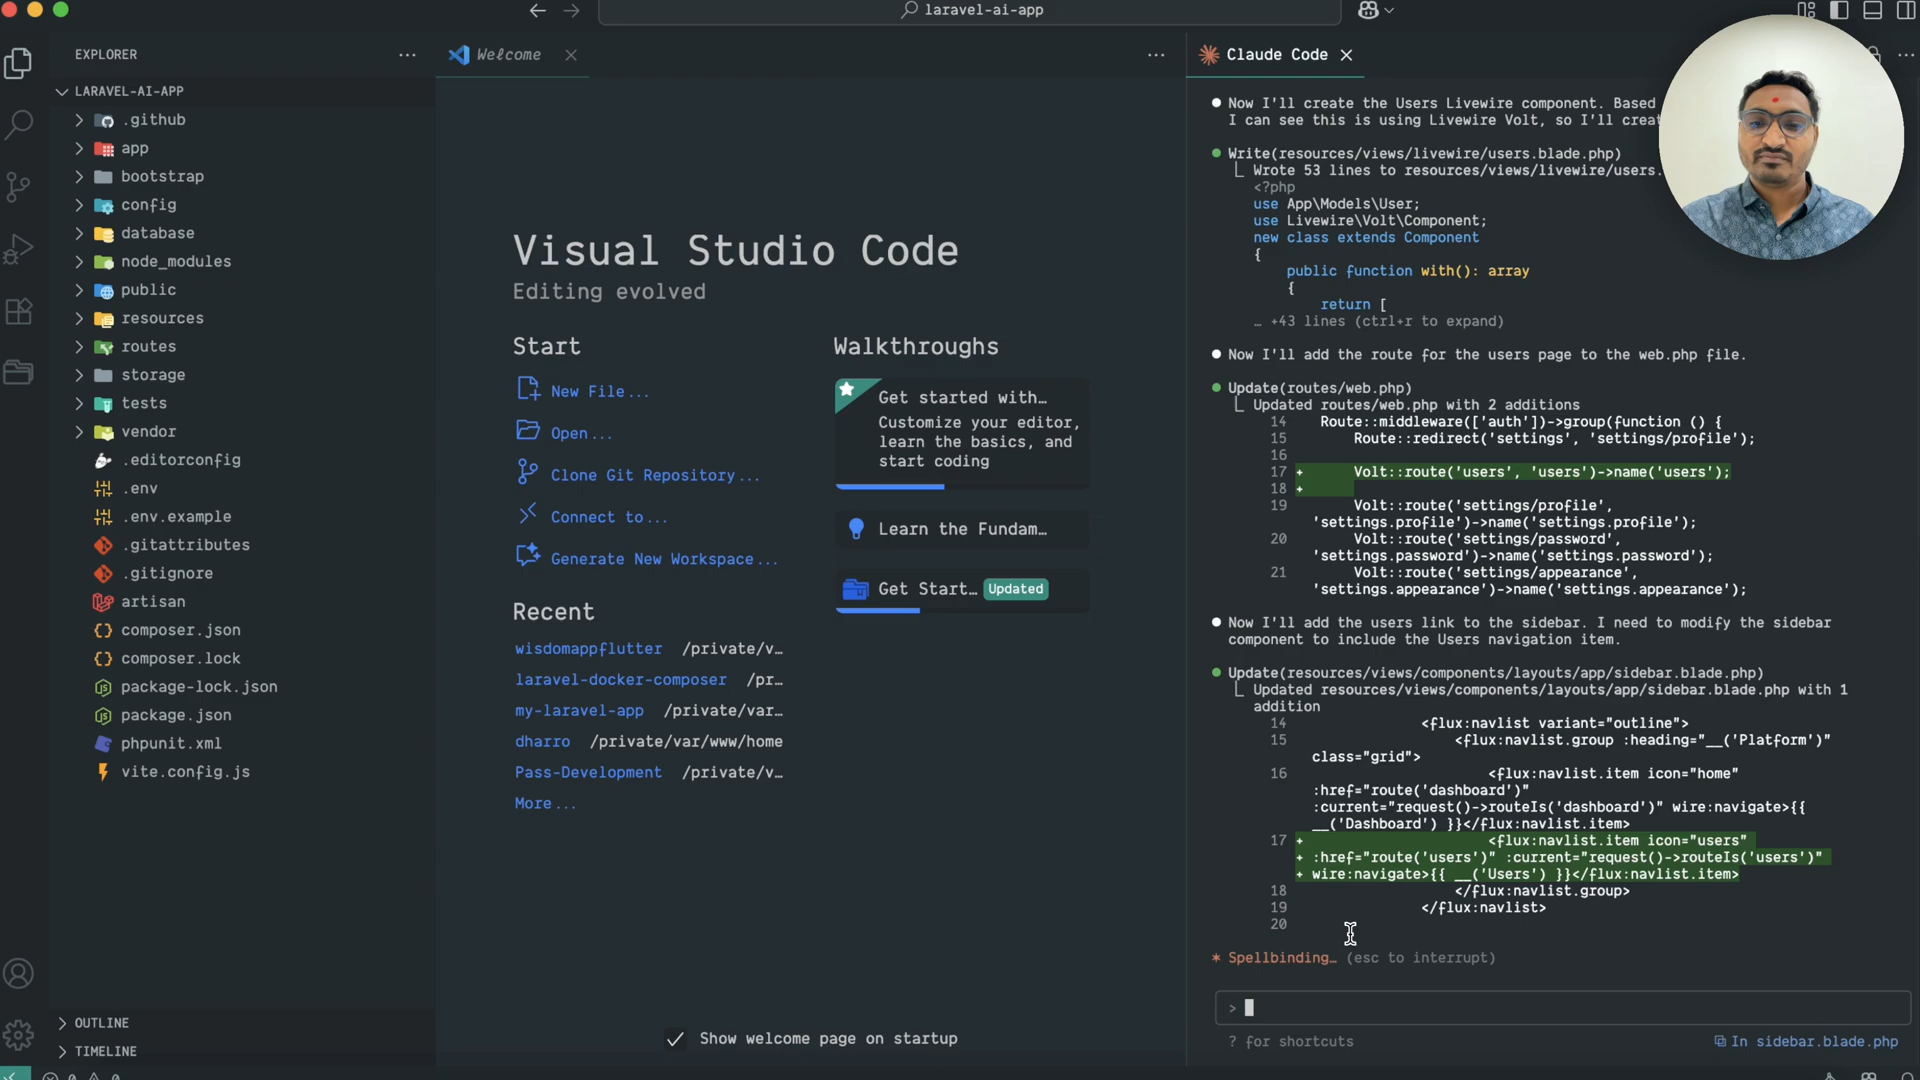 laravel-ai-app
EXPLORER
LARAVEL-AI-APP
.github
app
bootstrap
config
database
node_modules
public
resources
routes
storage
tests
vendor
.editorconfig
.env
.env.example
.gitattributes
.gitignore
artisan
composer.json
composer.lock
package-lock.json
package.json
phpunit.xml
vite.config.js
OUTLINE
TIMELINE
Welcome
Visual Studio Code
Editing evolved
Start
New File...
Open...
Clone Git Repository...
Connect to...
Generate New Workspace...
Recent
wisdomappflutter /private/v…
laravel-docker-composer /pr…
my-laravel-app /private/var…
dharro /private/var/www/home
Pass-Development /private/v…
More...
Walkthroughs
Get started with…
Customize your editor,
learn the basics, and
start coding
Learn the Fundam…
Get Start… Updated
Show welcome page on startup
Claude Code
Now I'll create the Users Livewire component. Based
I can see this is using Livewire Volt, so I'll creat
Write(resources/views/livewire/users.blade.php)
Wrote 53 lines to resources/views/livewire/users.
<?php
use App\Models\User;
use Livewire\Volt\Component;
new class extends Component
{
public function with(): array
{
return [
… +43 lines (ctrl+r to expand)
Now I'll add the route for the users page to the web.php file.
Update(routes/web.php)
Updated routes/web.php with 2 additions
14 Route::middleware(['auth'])->group(function () {
15 Route::redirect('settings', 'settings/profile');
16
17 + Volt::route('users', 'users')->name('users');
18 +
19 Volt::route('settings/profile',
'settings.profile')->name('settings.profile');
20 Volt::route('settings/password',
'settings.password')->name('settings.password');
21 Volt::route('settings/appearance',
'settings.appearance')->name('settings.appearance');
Now I'll add the users link to the sidebar. I need to modify the sidebar
component to include the Users navigation item.
Update(resources/views/components/layouts/app/sidebar.blade.php)
Updated resources/views/components/layouts/app/sidebar.blade.php with 1
addition
14 <flux:navlist variant="outline">
15 <flux:navlist.group :heading="__('Platform')"
class="grid">
16 <flux:navlist.item icon="home"
:href="route('dashboard')"
:current="request()->routeIs('dashboard')" wire:navigate>{{
__('Dashboard') }}</flux:navlist.item>
17 + <flux:navlist.item icon="users"
+ :href="route('users')" :current="request()->routeIs('users')"
+ wire:navigate>{{ __('Users') }}</flux:navlist.item>
18 </flux:navlist.group>
19 </flux:navlist>
20
* Spellbinding… (esc to interrupt)
>
? for shortcuts
In sidebar.blade.php